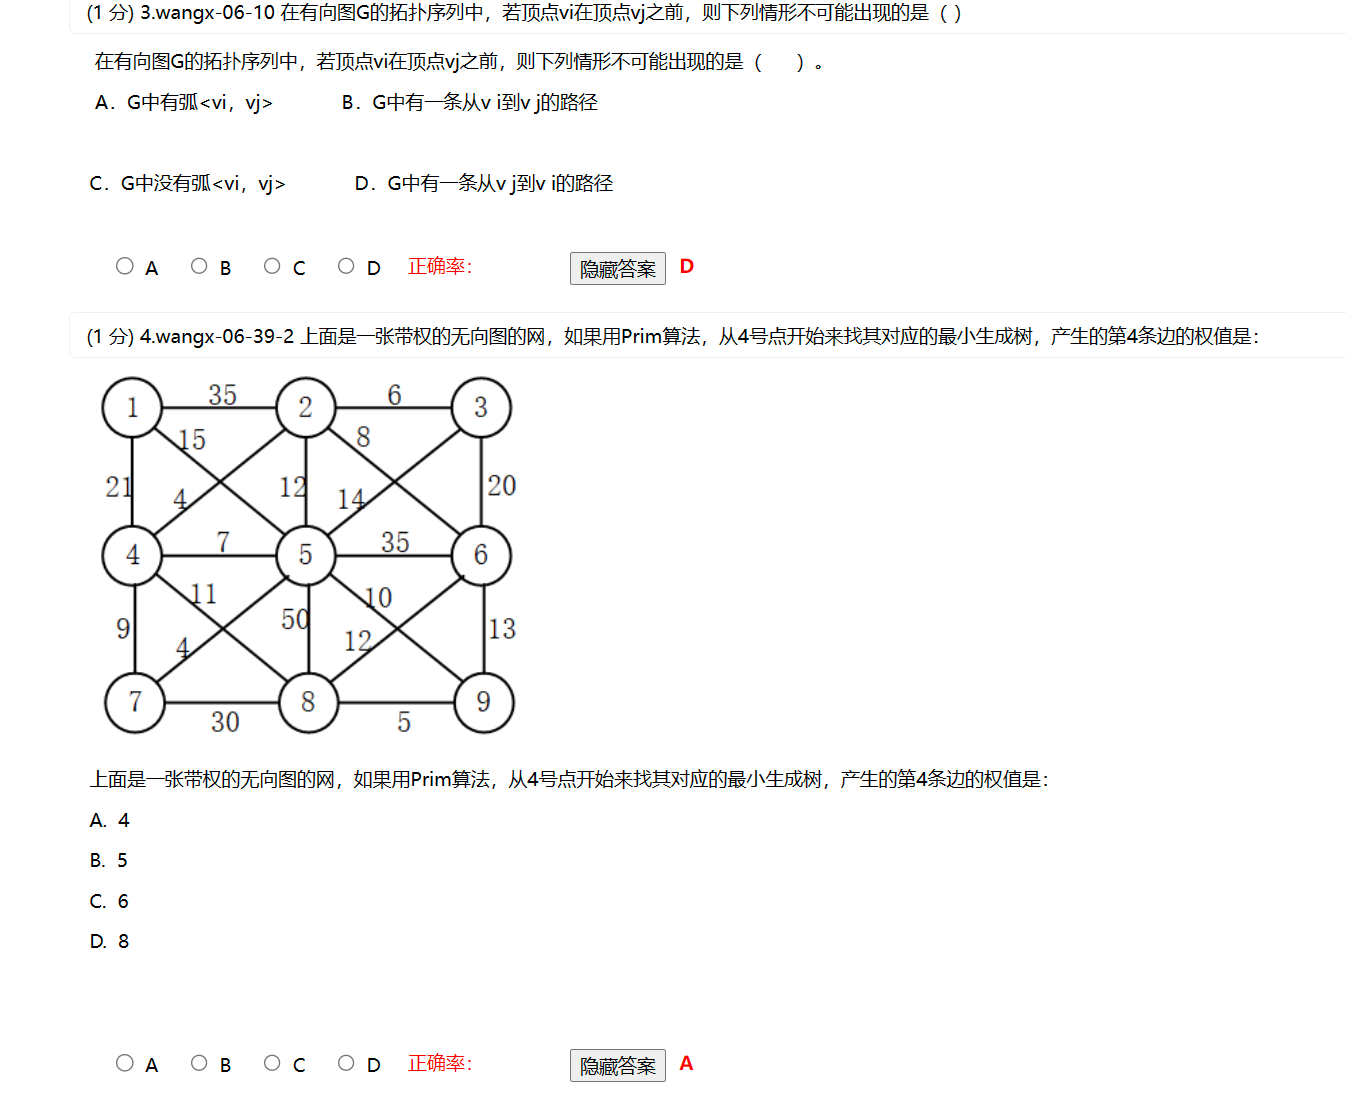 (1 分) 3.wangx-06-10 在有向图G的拓扑序列中，若顶点vi在顶点vj之前，则下列情形不可能出现的是（ ）
在有向图G的拓扑序列中，若顶点vi在顶点vj之前，则下列情形不可能出现的是（ ）。
A．G中有弧<vi，vj> B．G中有一条从v i到v j的路径
C．G中没有弧<vi，vj> D．G中有一条从v j到v i的路径
A B C D 正确率： 隐藏答案 D
(1 分) 4.wangx-06-39-2 上面是一张带权的无向图的网，如果用Prim算法，从4号点开始来找其对应的最小生成树，产生的第4条边的权值是：
35 6
1 2 3
15 8
21 4 12 14 20
7 35
4 5 6
11 10
9 4 50 12 13
7 8 9
30 5
上面是一张带权的无向图的网，如果用Prim算法，从4号点开始来找其对应的最小生成树，产生的第4条边的权值是：
A. 4
B. 5
C. 6
D. 8
A B C D 正确率： 隐藏答案 A